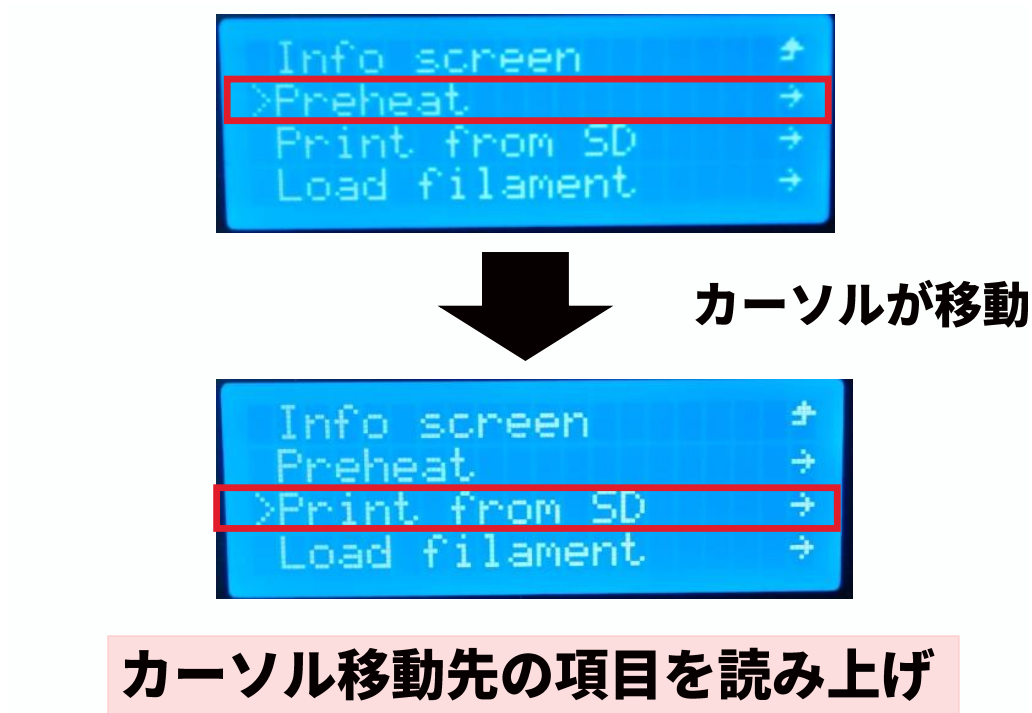 Info screen
>Preheat →
Print from SD →
Load filament →
カーソルが移動
Info screen
Preheat →
>Print from SD →
Load filament →
カーソル移動先の項目を読み上げ